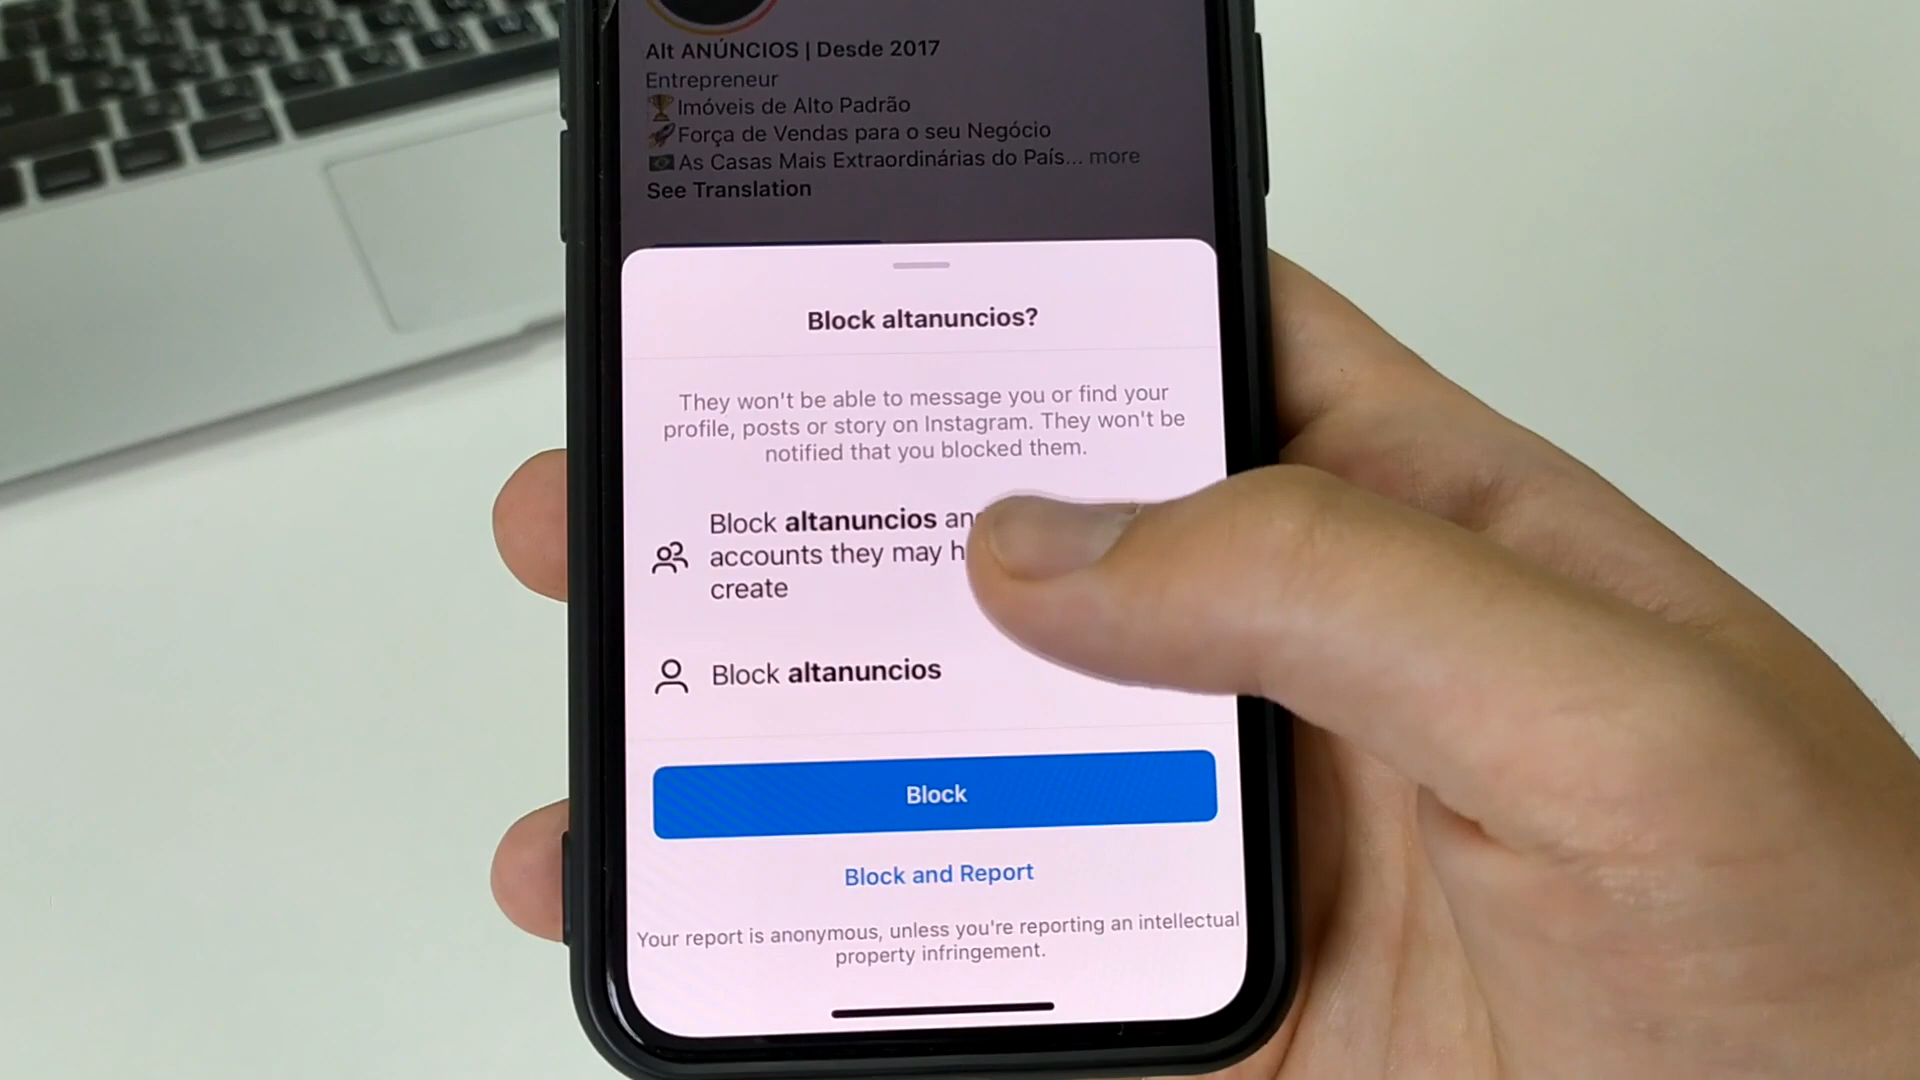 Alt ANÚNCIOS | Desde 2017
Entrepreneur
🏆Imóveis de Alto Padrão
🚀Força de Vendas para o seu Negócio
🇧🇷As Casas Mais Extraordinárias do País... more
See Translation
Block altanuncios?
They won't be able to message you or find your
profile, posts or story on Instagram. They won't be
notified that you blocked them.
Block altanuncios
accounts they may
create
Block altanuncios
Block
Block and Report
Your report is anonymous, unless you're reporting an intellectual
property infringement.